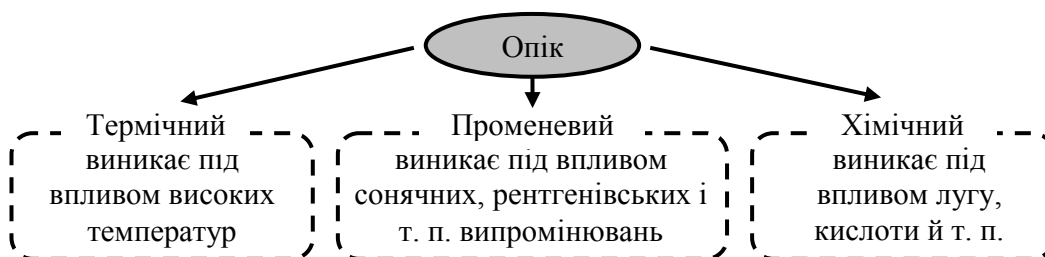 Опік
Термічний
виникає під
впливом високих
температур
Променевий
виникає під впливом
сонячних, рентгенівських і
т. п. випромінювань
Хімічний
виникає під
впливом лугу,
кислоти й т. п.